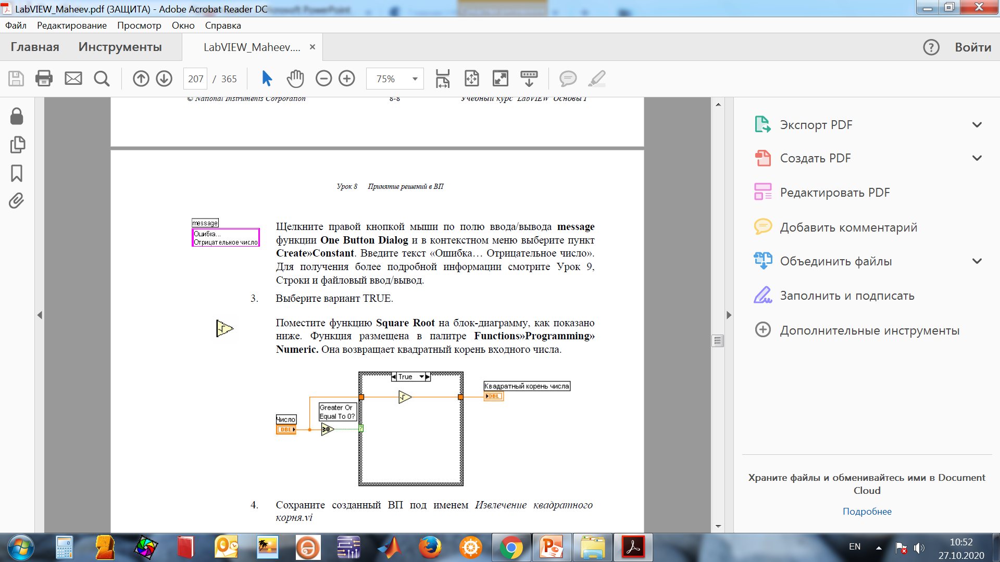 LabVIEW_Maheev.pdf (ЗАЩИТА) - Adobe Acrobat Reader DC
Microsoft PowerPoint
Файл Редактирование Просмотр Окно Справка
Главная Инструменты LabVIEW_Maheev.... × ? Войти
207 / 365 75%
© National Instruments Corporation 8-8 Учебный курс LabVIEW Основы I
Урок 8 Принятие решений в ВП
message
Ошибка...
Отрицательное число
Щелкните правой кнопкой мыши по полю ввода/вывода message
функции One Button Dialog и в контекстном меню выберите пункт
Create»Constant. Введите текст «Ошибка… Отрицательное число».
Для получения более подробной информации смотрите Урок 9,
Строки и файловый ввод/вывод.
3. Выберите вариант TRUE.
Поместите функцию Square Root на блок-диаграмму, как показано
ниже. Функция размещена в палитре Functions»Programming»
Numeric. Она возвращает квадратный корень входного числа.
True
Квадратный корень числа
DBL
Greater Or
Equal To 0?
Число
DBL
≥0
?
4. Сохраните созданный ВП под именем Извлечение квадратного
корня.vi
Экспорт PDF
Создать PDF
Редактировать PDF
Добавить комментарий
Объединить файлы
Заполнить и подписать
Дополнительные инструменты
Храните файлы и обменивайтесь ими в Document
Cloud
Подробнее
EN
10:52
27.10.2020